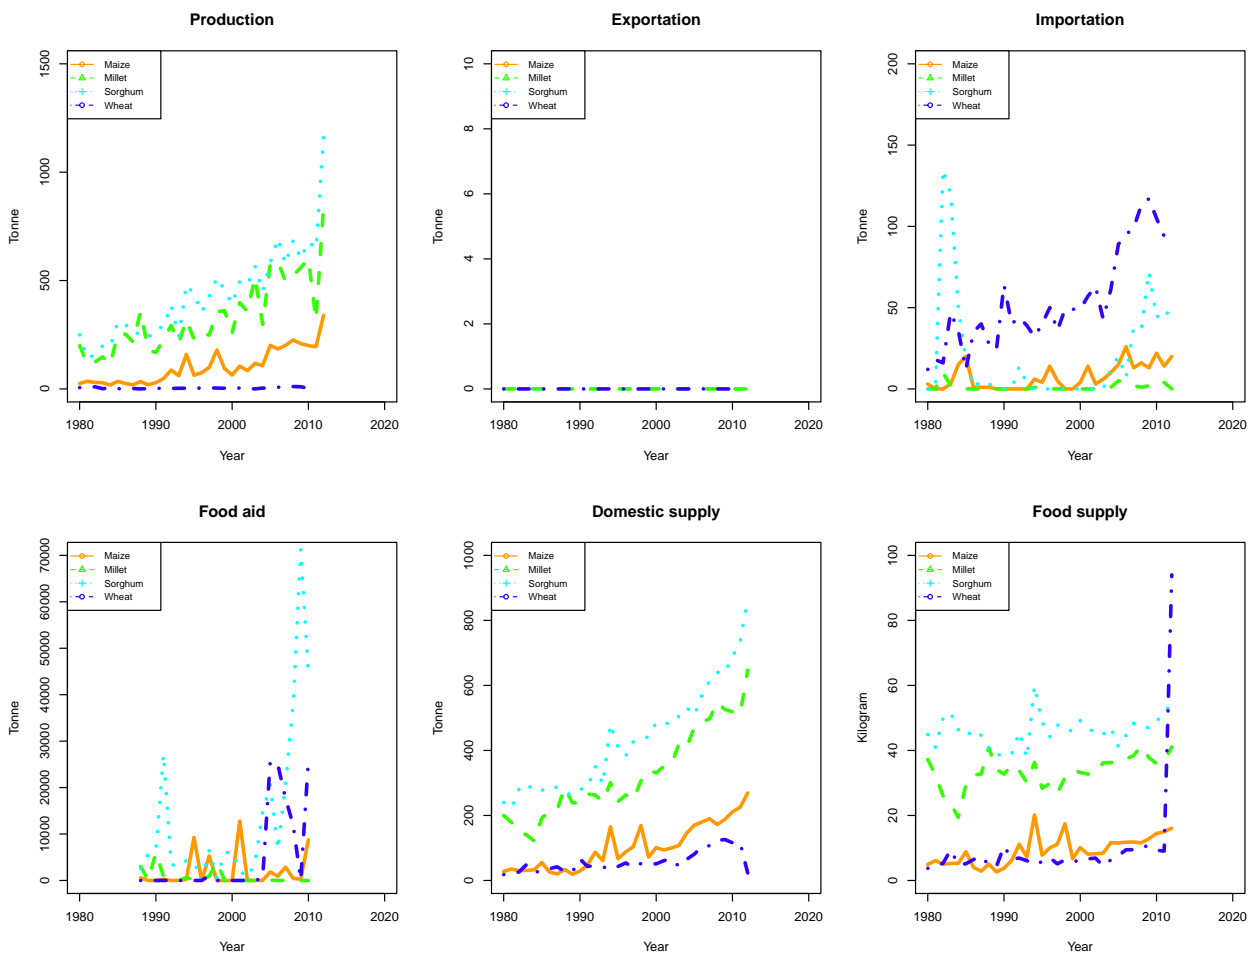 Production
Tonne
1500
1000
500
0
Maize
Millet
Sorghum
Wheat
1980 1990 2000 2010 2020
Year
Exportation
Tonne
10
8
6
4
2
0
Maize
Millet
Sorghum
Wheat
1980 1990 2000 2010 2020
Year
Importation
Tonne
200
150
100
50
0
Maize
Millet
Sorghum
Wheat
1980 1990 2000 2010 2020
Year
Food aid
Tonne
70000
60000
50000
40000
30000
20000
10000
0
Maize
Millet
Sorghum
Wheat
1980 1990 2000 2010 2020
Year
Domestic supply
Tonne
1000
800
600
400
200
0
Maize
Millet
Sorghum
Wheat
1980 1990 2000 2010 2020
Year
Food supply
Kilogram
100
80
60
40
20
0
Maize
Millet
Sorghum
Wheat
1980 1990 2000 2010 2020
Year